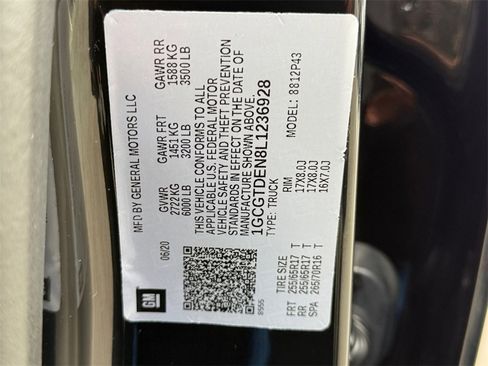 MFD BY GENERAL MOTORS LLC
06/20
GVWR GAWR FRT GAWR RR
2722 KG 1451 KG 1588 KG
6000 LB 3200 LB 3500 LB
THIS VEHICLE CONFORMS TO ALL
APPLICABLE U.S. FEDERAL MOTOR
VEHICLE SAFETY AND THEFT PREVENTION
STANDARDS IN EFFECT ON THE DATE OF
MANUFACTURE SHOWN ABOVE.
1GCGTDEN8L1236928
TYPE: TRUCK MODEL: 8812P43
TIRE SIZE RIM
FRT 255/65R17 T 17X8.0J
RR 255/65R17 T 17X8.0J
SPA 265/70R16 T 16X7.0J
GM